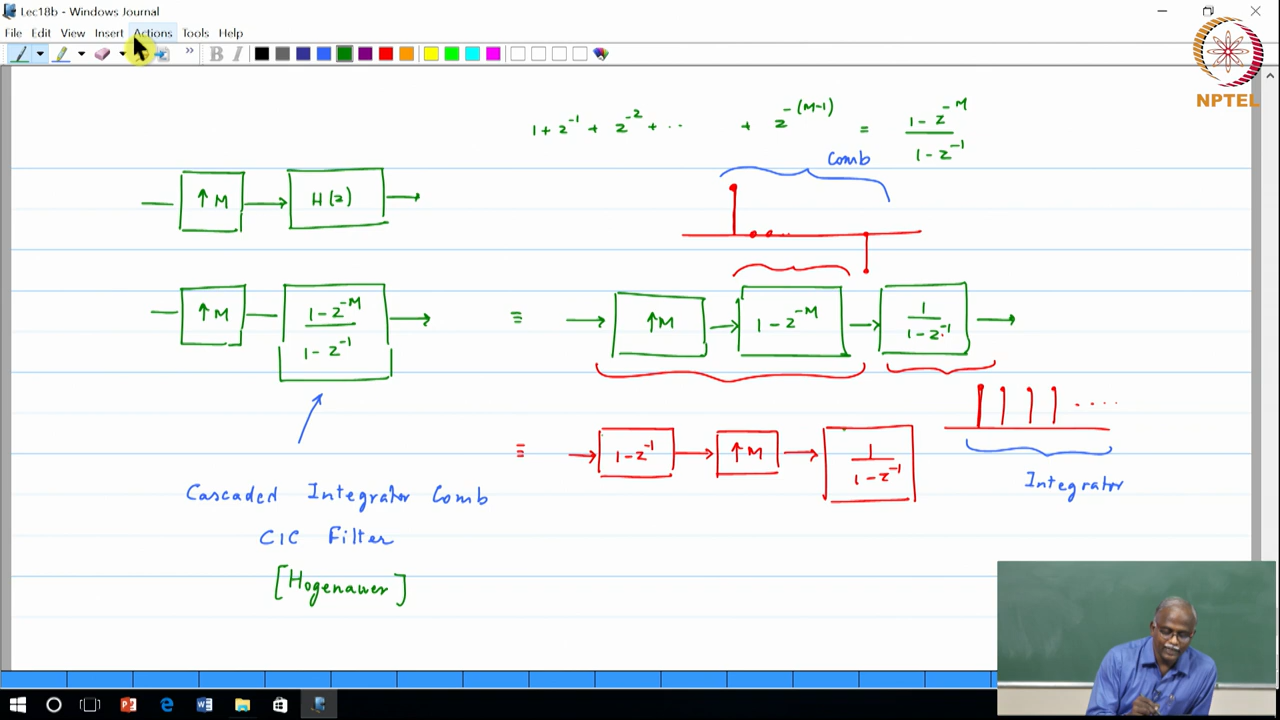 Lec18b - Windows Journal
File Edit View Insert Actions Tools Help
B I
NPTEL
1 + z^-1 + z^-2 + ... + z^-(M-1) = (1 - z^-M) / (1 - z^-1)
Comb
↑M H(z)
↑M (1 - z^-M) / (1 - z^-1) ≡ ↑M 1 - z^-M 1 / (1 - z^-1)
≡ 1 - z^-1 ↑M 1 / (1 - z^-1)
Integrator
Cascaded Integrator Comb
CIC Filter
[Hogenauer]